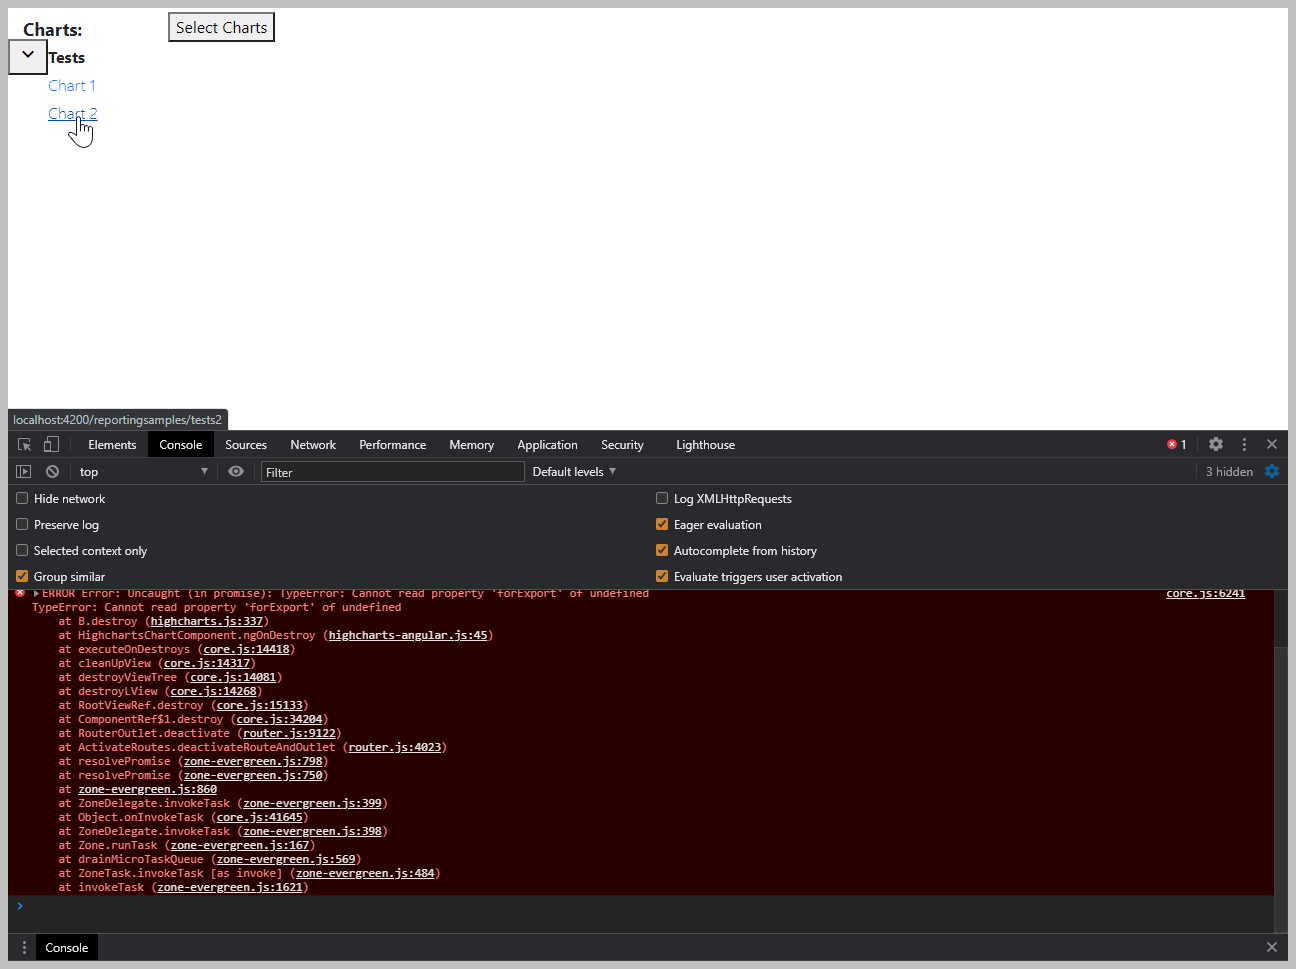 Charts:
Select Charts
Tests
Chart 1
Chart 2
localhost:4200/reportingsamples/tests2
Elements Console Sources Network Performance Memory Application Security Lighthouse 1
top Filter Default levels 3 hidden
Hide network Log XMLHttpRequests
Preserve log Eager evaluation
Selected context only Autocomplete from history
Group similar Evaluate triggers user activation
ERROR Error: Uncaught (in promise): TypeError: Cannot read property 'forExport' of undefined core.js:6241
TypeError: Cannot read property 'forExport' of undefined
at B.destroy (highcharts.js:337)
at HighchartsChartComponent.ngOnDestroy (highcharts-angular.js:45)
at executeOnDestroys (core.js:14418)
at cleanUpView (core.js:14317)
at destroyViewTree (core.js:14081)
at destroyLView (core.js:14268)
at RootViewRef.destroy (core.js:15133)
at ComponentRef$1.destroy (core.js:34204)
at RouterOutlet.deactivate (router.js:9122)
at ActivateRoutes.deactivateRouteAndOutlet (router.js:4023)
at resolvePromise (zone-evergreen.js:798)
at resolvePromise (zone-evergreen.js:750)
at zone-evergreen.js:860
at ZoneDelegate.invokeTask (zone-evergreen.js:399)
at Object.onInvokeTask (core.js:41645)
at ZoneDelegate.invokeTask (zone-evergreen.js:398)
at Zone.runTask (zone-evergreen.js:167)
at drainMicroTaskQueue (zone-evergreen.js:569)
at ZoneTask.invokeTask [as invoke] (zone-evergreen.js:484)
at invokeTask (zone-evergreen.js:1621)
Console